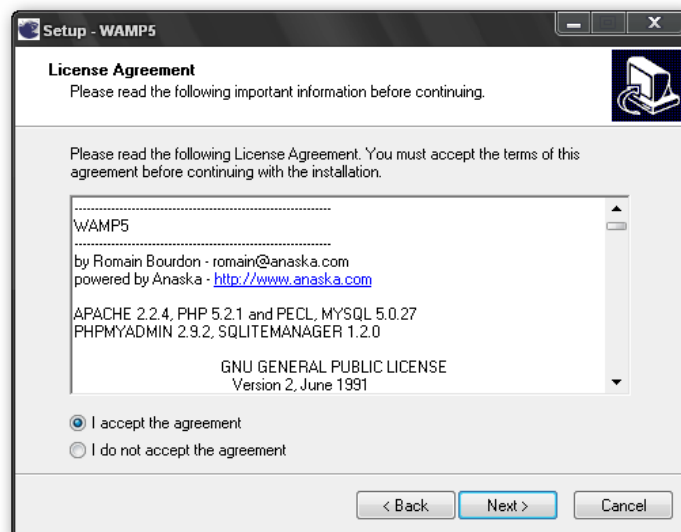 Setup - WAMP5
License Agreement
Please read the following important information before continuing.
Please read the following License Agreement. You must accept the terms of this
agreement before continuing with the installation.
------------------------------------------------------------
WAMP5
------------------------------------------------------------
by Romain Bourdon - romain@anaska.com
powered by Anaska - http://www.anaska.com
APACHE 2.2.4, PHP 5.2.1 and PECL, MYSQL 5.0.27
PHPMYADMIN 2.9.2, SQLITEMANAGER 1.2.0
GNU GENERAL PUBLIC LICENSE
Version 2, June 1991
I accept the agreement
I do not accept the agreement
< Back Next > Cancel